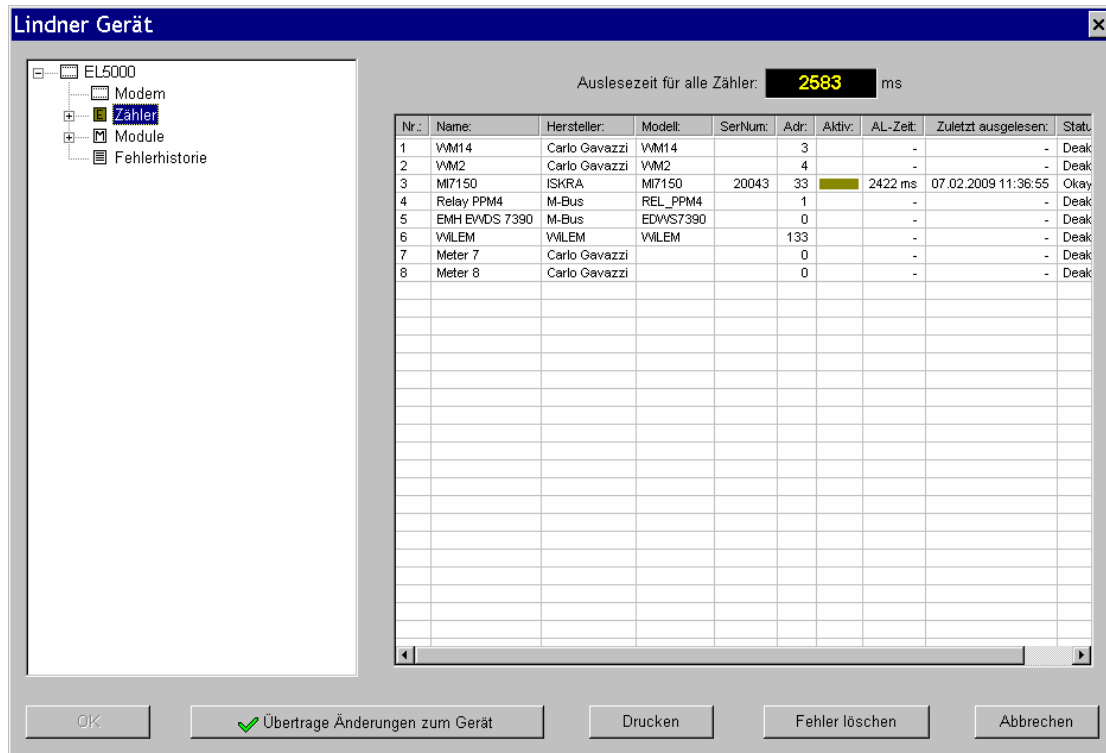 Lindner Gerät
EL5000
Modem
E Zähler
M Module
Fehlerhistorie
Auslesezeit für alle Zähler: 2583 ms
Nr.: Name: Hersteller: Modell: SerNum: Adr: Aktiv: AL-Zeit: Zuletzt ausgelesen: Statu
1 WM14 Carlo Gavazzi WM14 3 - - Deak
2 WM2 Carlo Gavazzi WM2 4 - - Deak
3 MI7150 ISKRA MI7150 20043 33 2422 ms 07.02.2009 11:36:55 Okay
4 Relay PPM4 M-Bus REL_PPM4 1 - - Deak
5 EMH EWDS 7390 M-Bus EDWS7390 0 - - Deak
6 WILEM WILEM WILEM 133 - - Deak
7 Meter 7 Carlo Gavazzi 0 - - Deak
8 Meter 8 Carlo Gavazzi 0 - - Deak
OK Übertrage Änderungen zum Gerät Drucken Fehler löschen Abbrechen